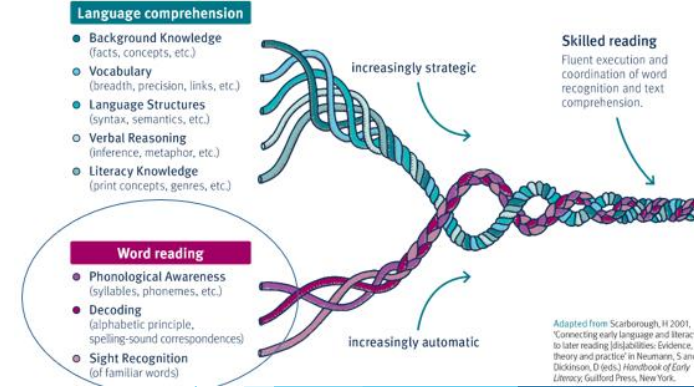 Language comprehension
Background Knowledge
(facts, concepts, etc.)
Vocabulary
(breadth, precision, links, etc.)
Language Structures
(syntax, semantics, etc.)
Verbal Reasoning
(inference, metaphor, etc.)
Literacy Knowledge
(print concepts, genres, etc.)
Word reading
Phonological Awareness
(syllables, phonemes, etc.)
Decoding
(alphabetic principle,
spelling-sound correspondences)
Sight Recognition
(of familiar words)
increasingly strategic
increasingly automatic
Skilled reading
Fluent execution and
coordination of word
recognition and text
comprehension.
Adapted from Scarborough, H 2001,
'Connecting early language and literac
to later reading [dis]abilities: Evidence,
theory and practice' in Neumann, S and
Dickinson, D (eds.) Handbook of Early
Literacy, Guilford Press, New York.